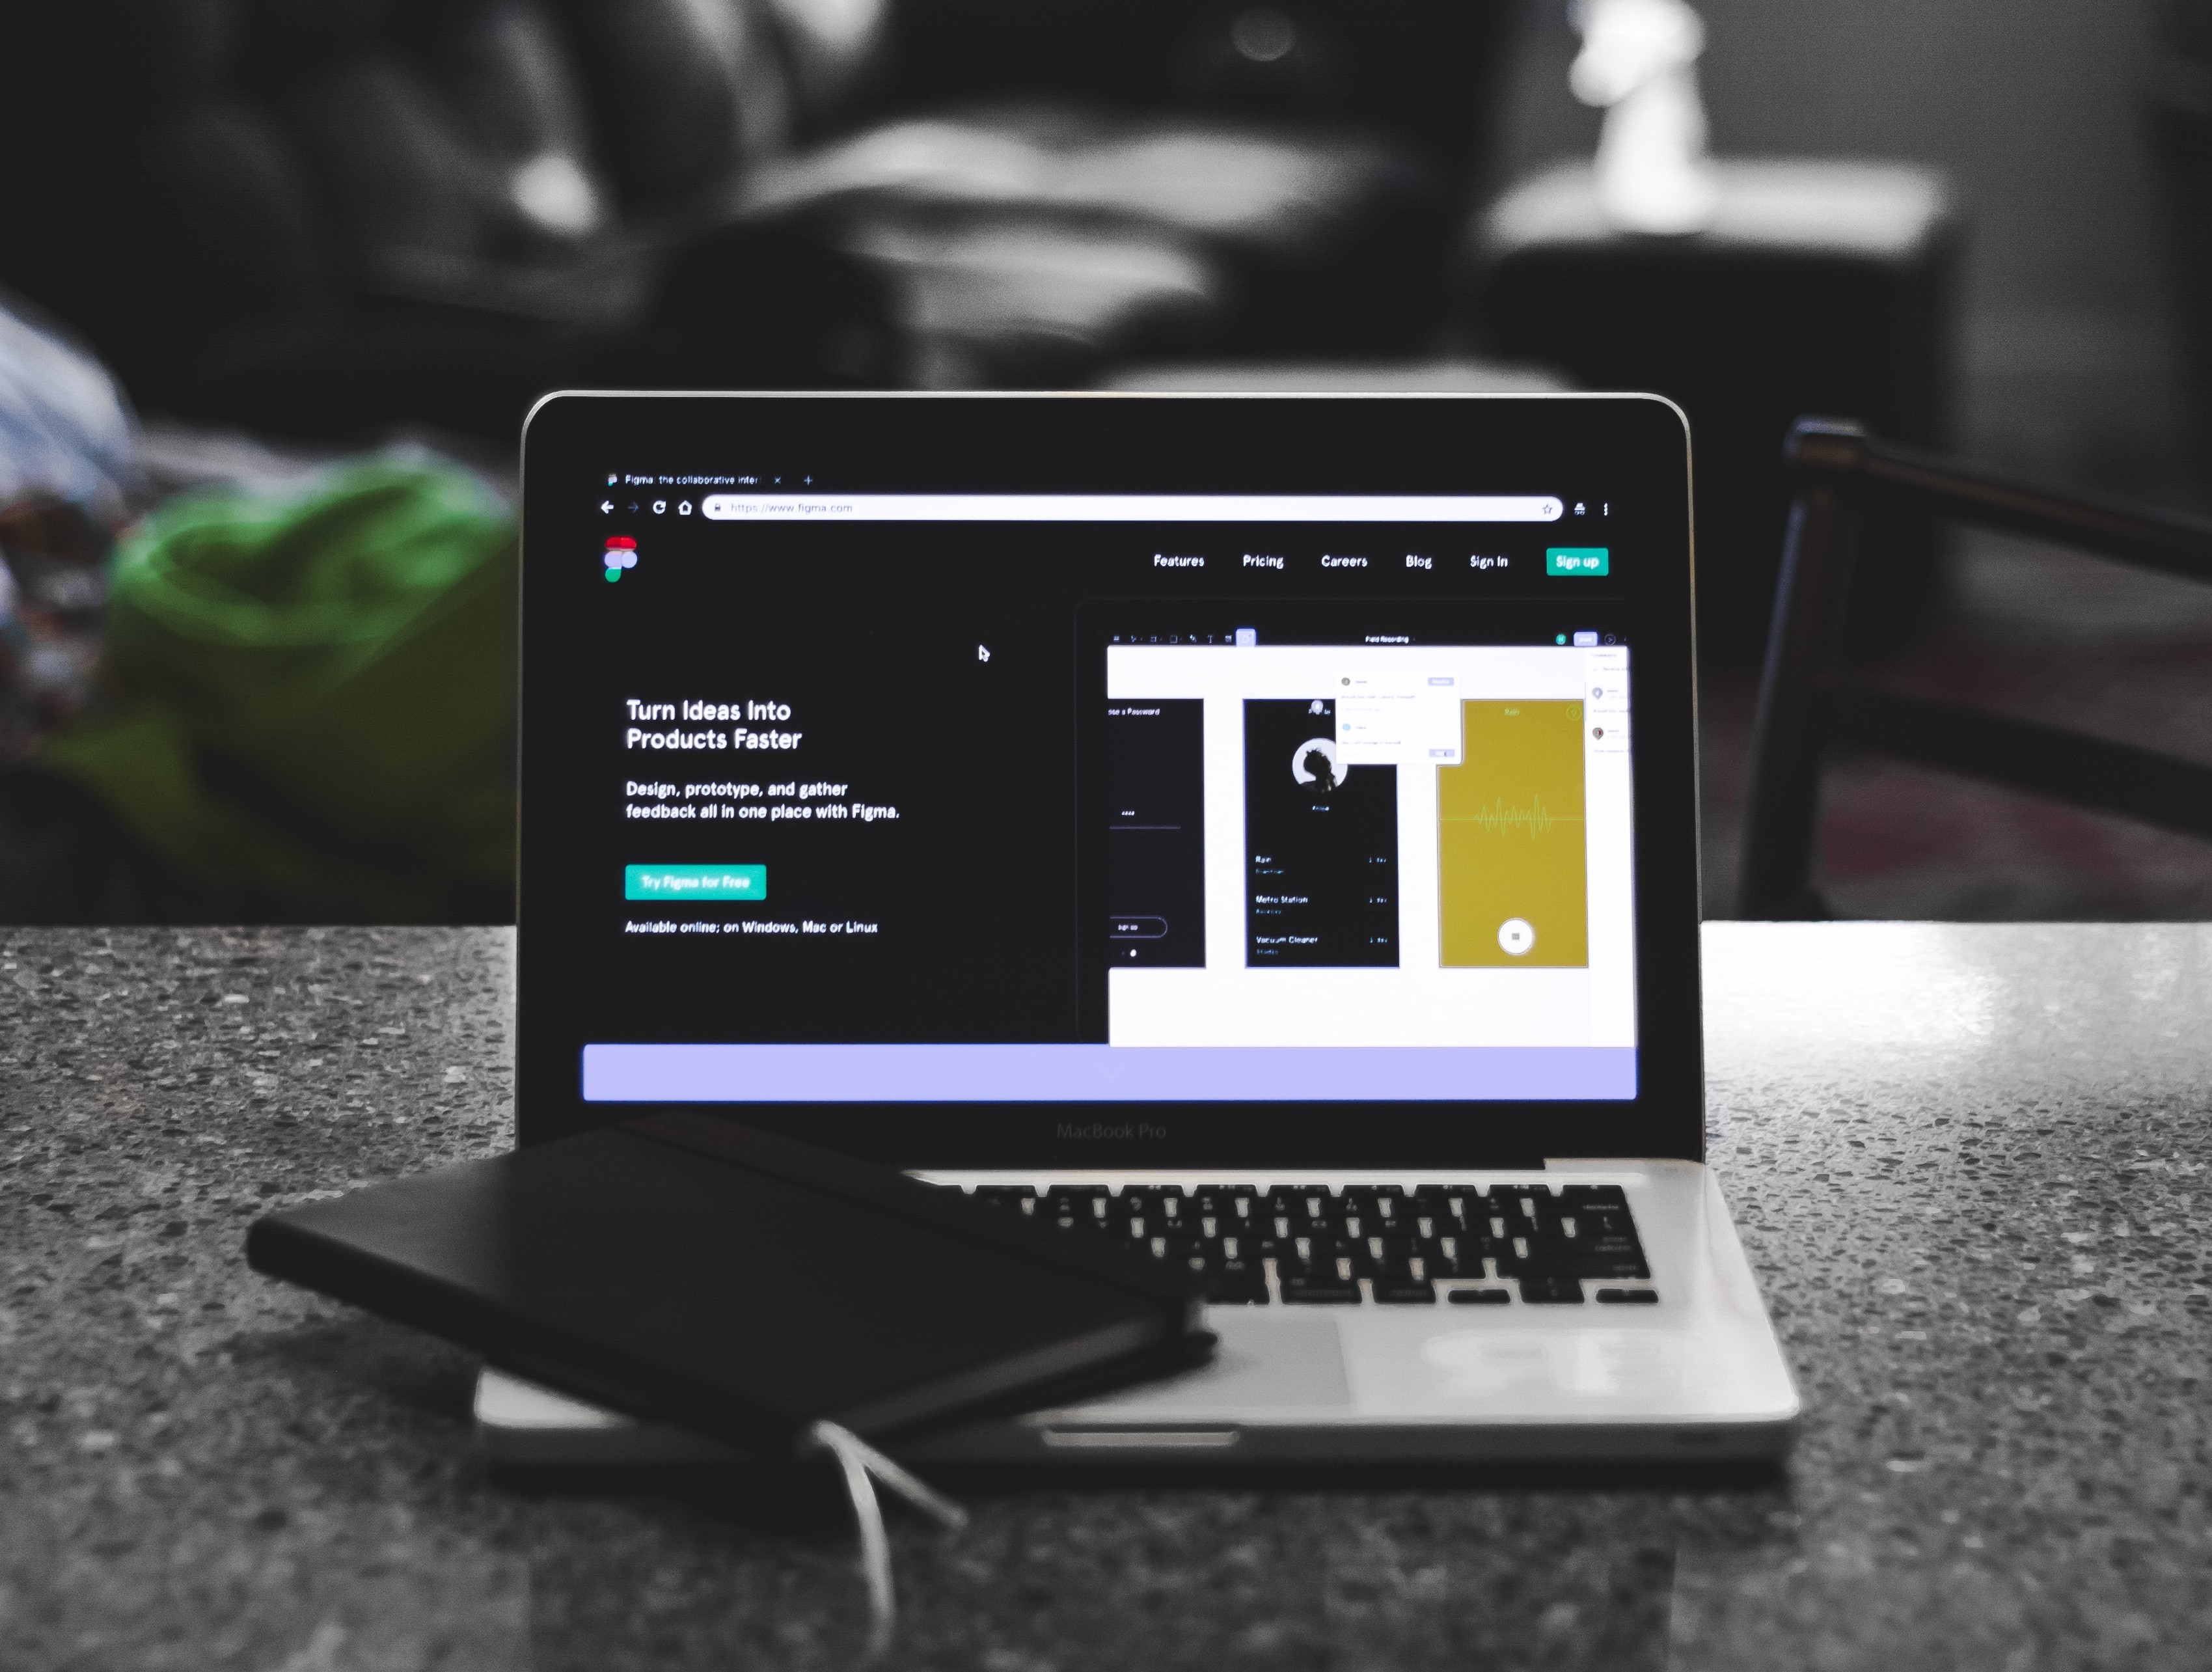 Figma: the collaborative inter
https://www.figma.com
Features Pricing Careers Blog Sign In Sign up
Field Recording
Turn Ideas Into
Products Faster
Design, prototype, and gather
feedback all in one place with Figma.
Try Figma for Free
Available online; on Windows, Mac or Linux
a Password
Rain
Sign up
Rain
Metro Station
Vacuum Cleaner
Studio
MacBook Pro